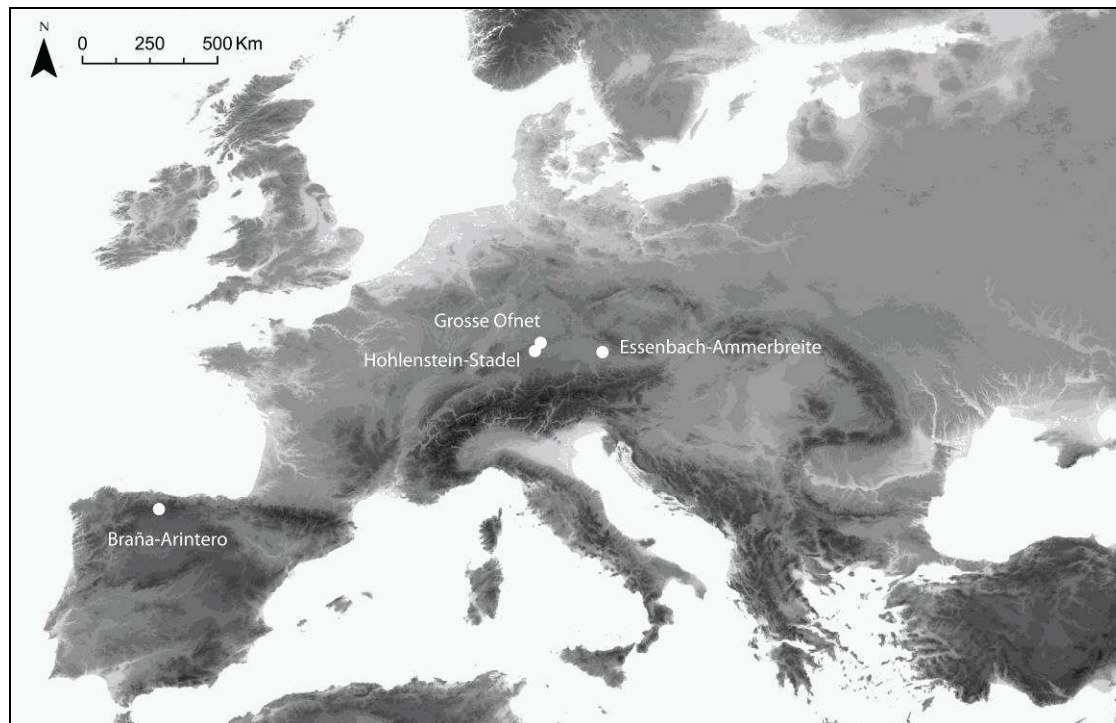 N
0 250 500 Km
Grosse Ofnet
Hohlenstein-Stadel
Essenbach-Ammerbreite
Braña-Arintero